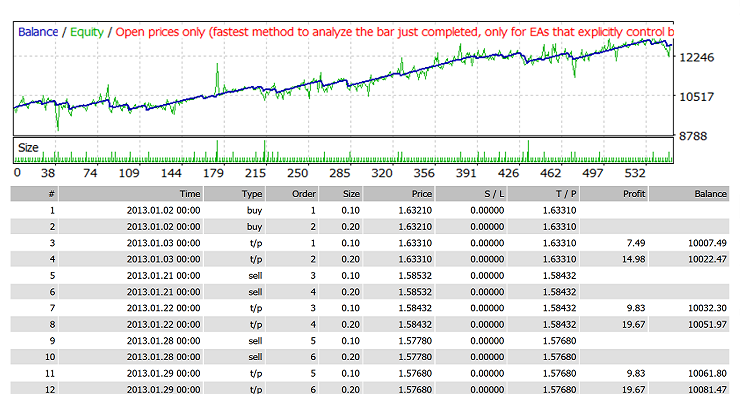 Balance / Equity / Open prices only (fastest method to analyze the bar just completed, only for EAs that explicitly control b
12246
10517
8788
Size
0 38 74 109 144 179 215 250 285 320 356 391 426 462 497 532
# Time Type Order Size Price S / L T / P Profit Balance
1 2013.01.02 00:00 buy 1 0.10 1.63210 0.00000 1.63310
2 2013.01.02 00:00 buy 2 0.20 1.63210 0.00000 1.63310
3 2013.01.03 00:00 t/p 1 0.10 1.63310 0.00000 1.63310 7.49 10007.49
4 2013.01.03 00:00 t/p 2 0.20 1.63310 0.00000 1.63310 14.98 10022.47
5 2013.01.21 00:00 sell 3 0.10 1.58532 0.00000 1.58432
6 2013.01.21 00:00 sell 4 0.20 1.58532 0.00000 1.58432
7 2013.01.22 00:00 t/p 3 0.10 1.58432 0.00000 1.58432 9.83 10032.30
8 2013.01.22 00:00 t/p 4 0.20 1.58432 0.00000 1.58432 19.67 10051.97
9 2013.01.28 00:00 sell 5 0.10 1.57780 0.00000 1.57680
10 2013.01.28 00:00 sell 6 0.20 1.57780 0.00000 1.57680
11 2013.01.29 00:00 t/p 5 0.10 1.57680 0.00000 1.57680 9.83 10061.80
12 2013.01.29 00:00 t/p 6 0.20 1.57680 0.00000 1.57680 19.67 10081.47